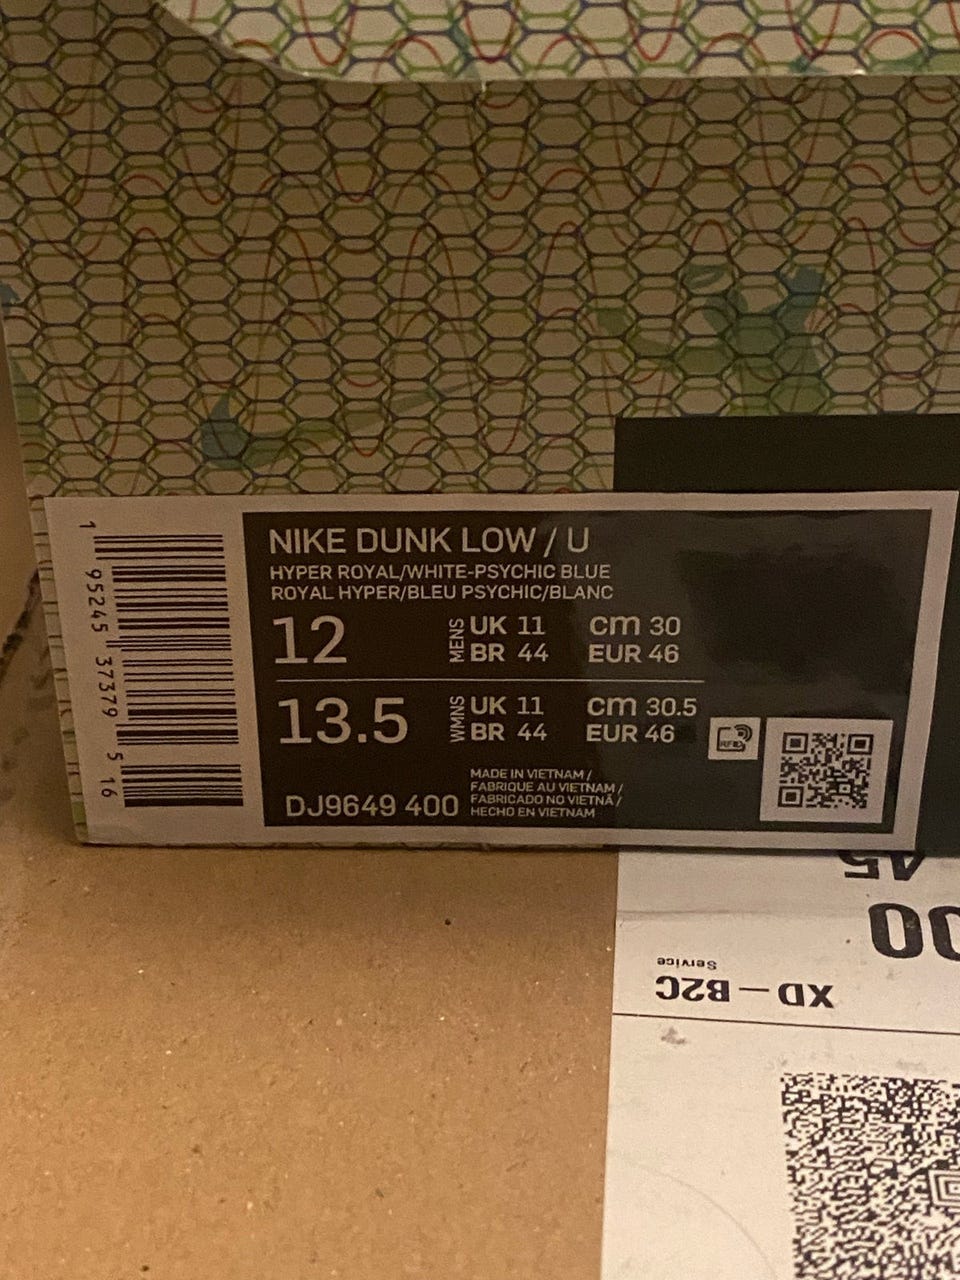 NIKE DUNK LOW / U
HYPER ROYAL/WHITE-PSYCHIC BLUE
ROYAL HYPER/BLEU PSYCHIC/BLANC
12
MENS
UK 11 cm 30
BR 44 EUR 46
13.5
WMNS
UK 11 cm 30.5
BR 44 EUR 46
RFID
DJ9649 400
MADE IN VIETNAM /
FABRIQUE AU VIETNAM /
FABRICADO NO VIETNÃ /
HECHO EN VIETNAM
1 95245 37379 5 16
45
00
Service
XD – B2C